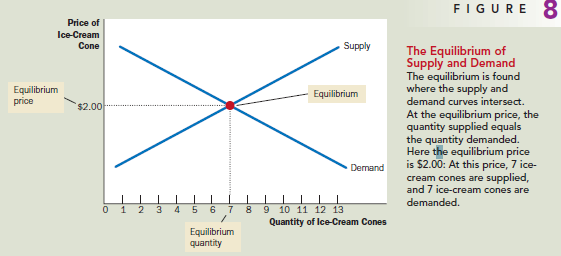 FIGURE 8
Price of
Ice-Cream
Cone
Supply
Equilibrium
price
$2.00
Equilibrium
Demand
0 1 2 3 4 5 6 7 8 9 10 11 12 13
Quantity of Ice-Cream Cones
Equilibrium
quantity
The Equilibrium of
Supply and Demand
The equilibrium is found
where the supply and
demand curves intersect.
At the equilibrium price, the
quantity supplied equals
the quantity demanded.
Here the equilibrium price
is $2.00: At this price, 7 ice-
cream cones are supplied,
and 7 ice-cream cones are
demanded.